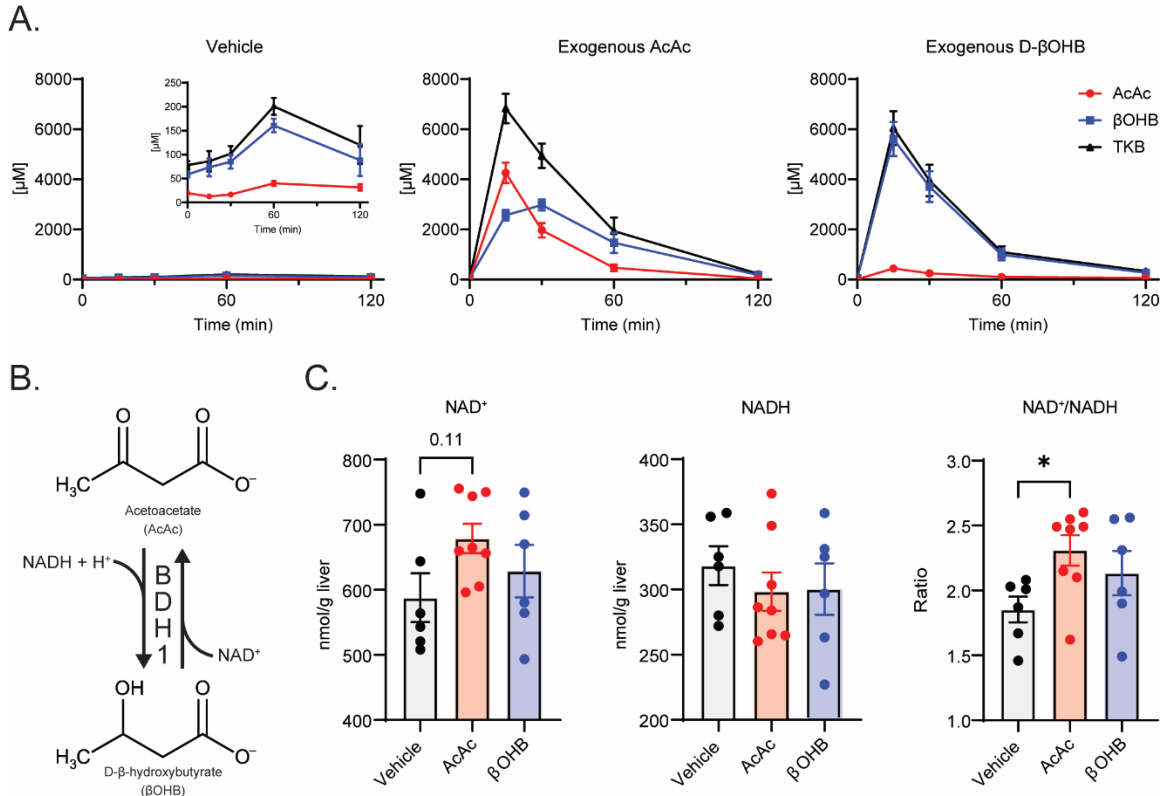 A.
Vehicle
8000
6000
4000
2000
0
[µM]
0
60
120
Time (min)
250
200
150
100
50
0
[µM]
0
60
120
Time (min)
Exogenous AcAc
8000
6000
4000
2000
0
[µM]
0
60
120
Time (min)
Exogenous D-βOHB
8000
6000
4000
2000
0
[µM]
0
60
120
Time (min)
AcAc
βOHB
TKB
B.
O
O
H₃C
O⁻
Acetoacetate
(AcAc)
NADH + H⁺
BDH1
NAD⁺
OH
O
H₃C
O⁻
D-β-hydroxybutyrate
(βOHB)
C.
NAD⁺
0.11
800
700
600
500
400
nmol/g liver
Vehicle
AcAc
βOHB
NADH
400
350
300
250
200
nmol/g liver
Vehicle
AcAc
βOHB
NAD⁺/NADH
*
3.0
2.5
2.0
1.5
1.0
Ratio
Vehicle
AcAc
βOHB